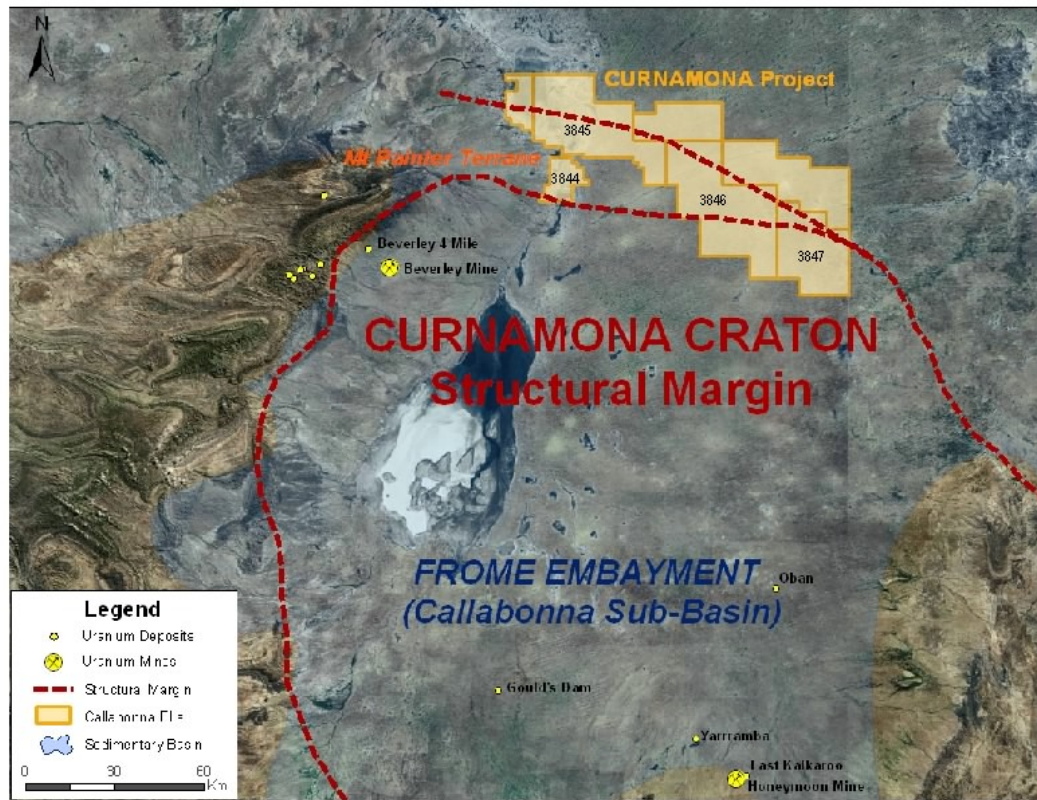 N
CURNAMONA Project
3845
Mt Painter Terrane
3844
3846
Beverley 4 Mile
Beverley Mine
3847
CURNAMONA CRATON
Structural Margin
FROME EMBAYMENT
(Callabonna Sub-Basin)
Oban
Gould's Dam
Yarramba
Honeymoon Mine
Legend
Uranium Deposits
Uranium Mines
Structural Margin
Callabonna
Sedimentary Basin
0 30 60
Km